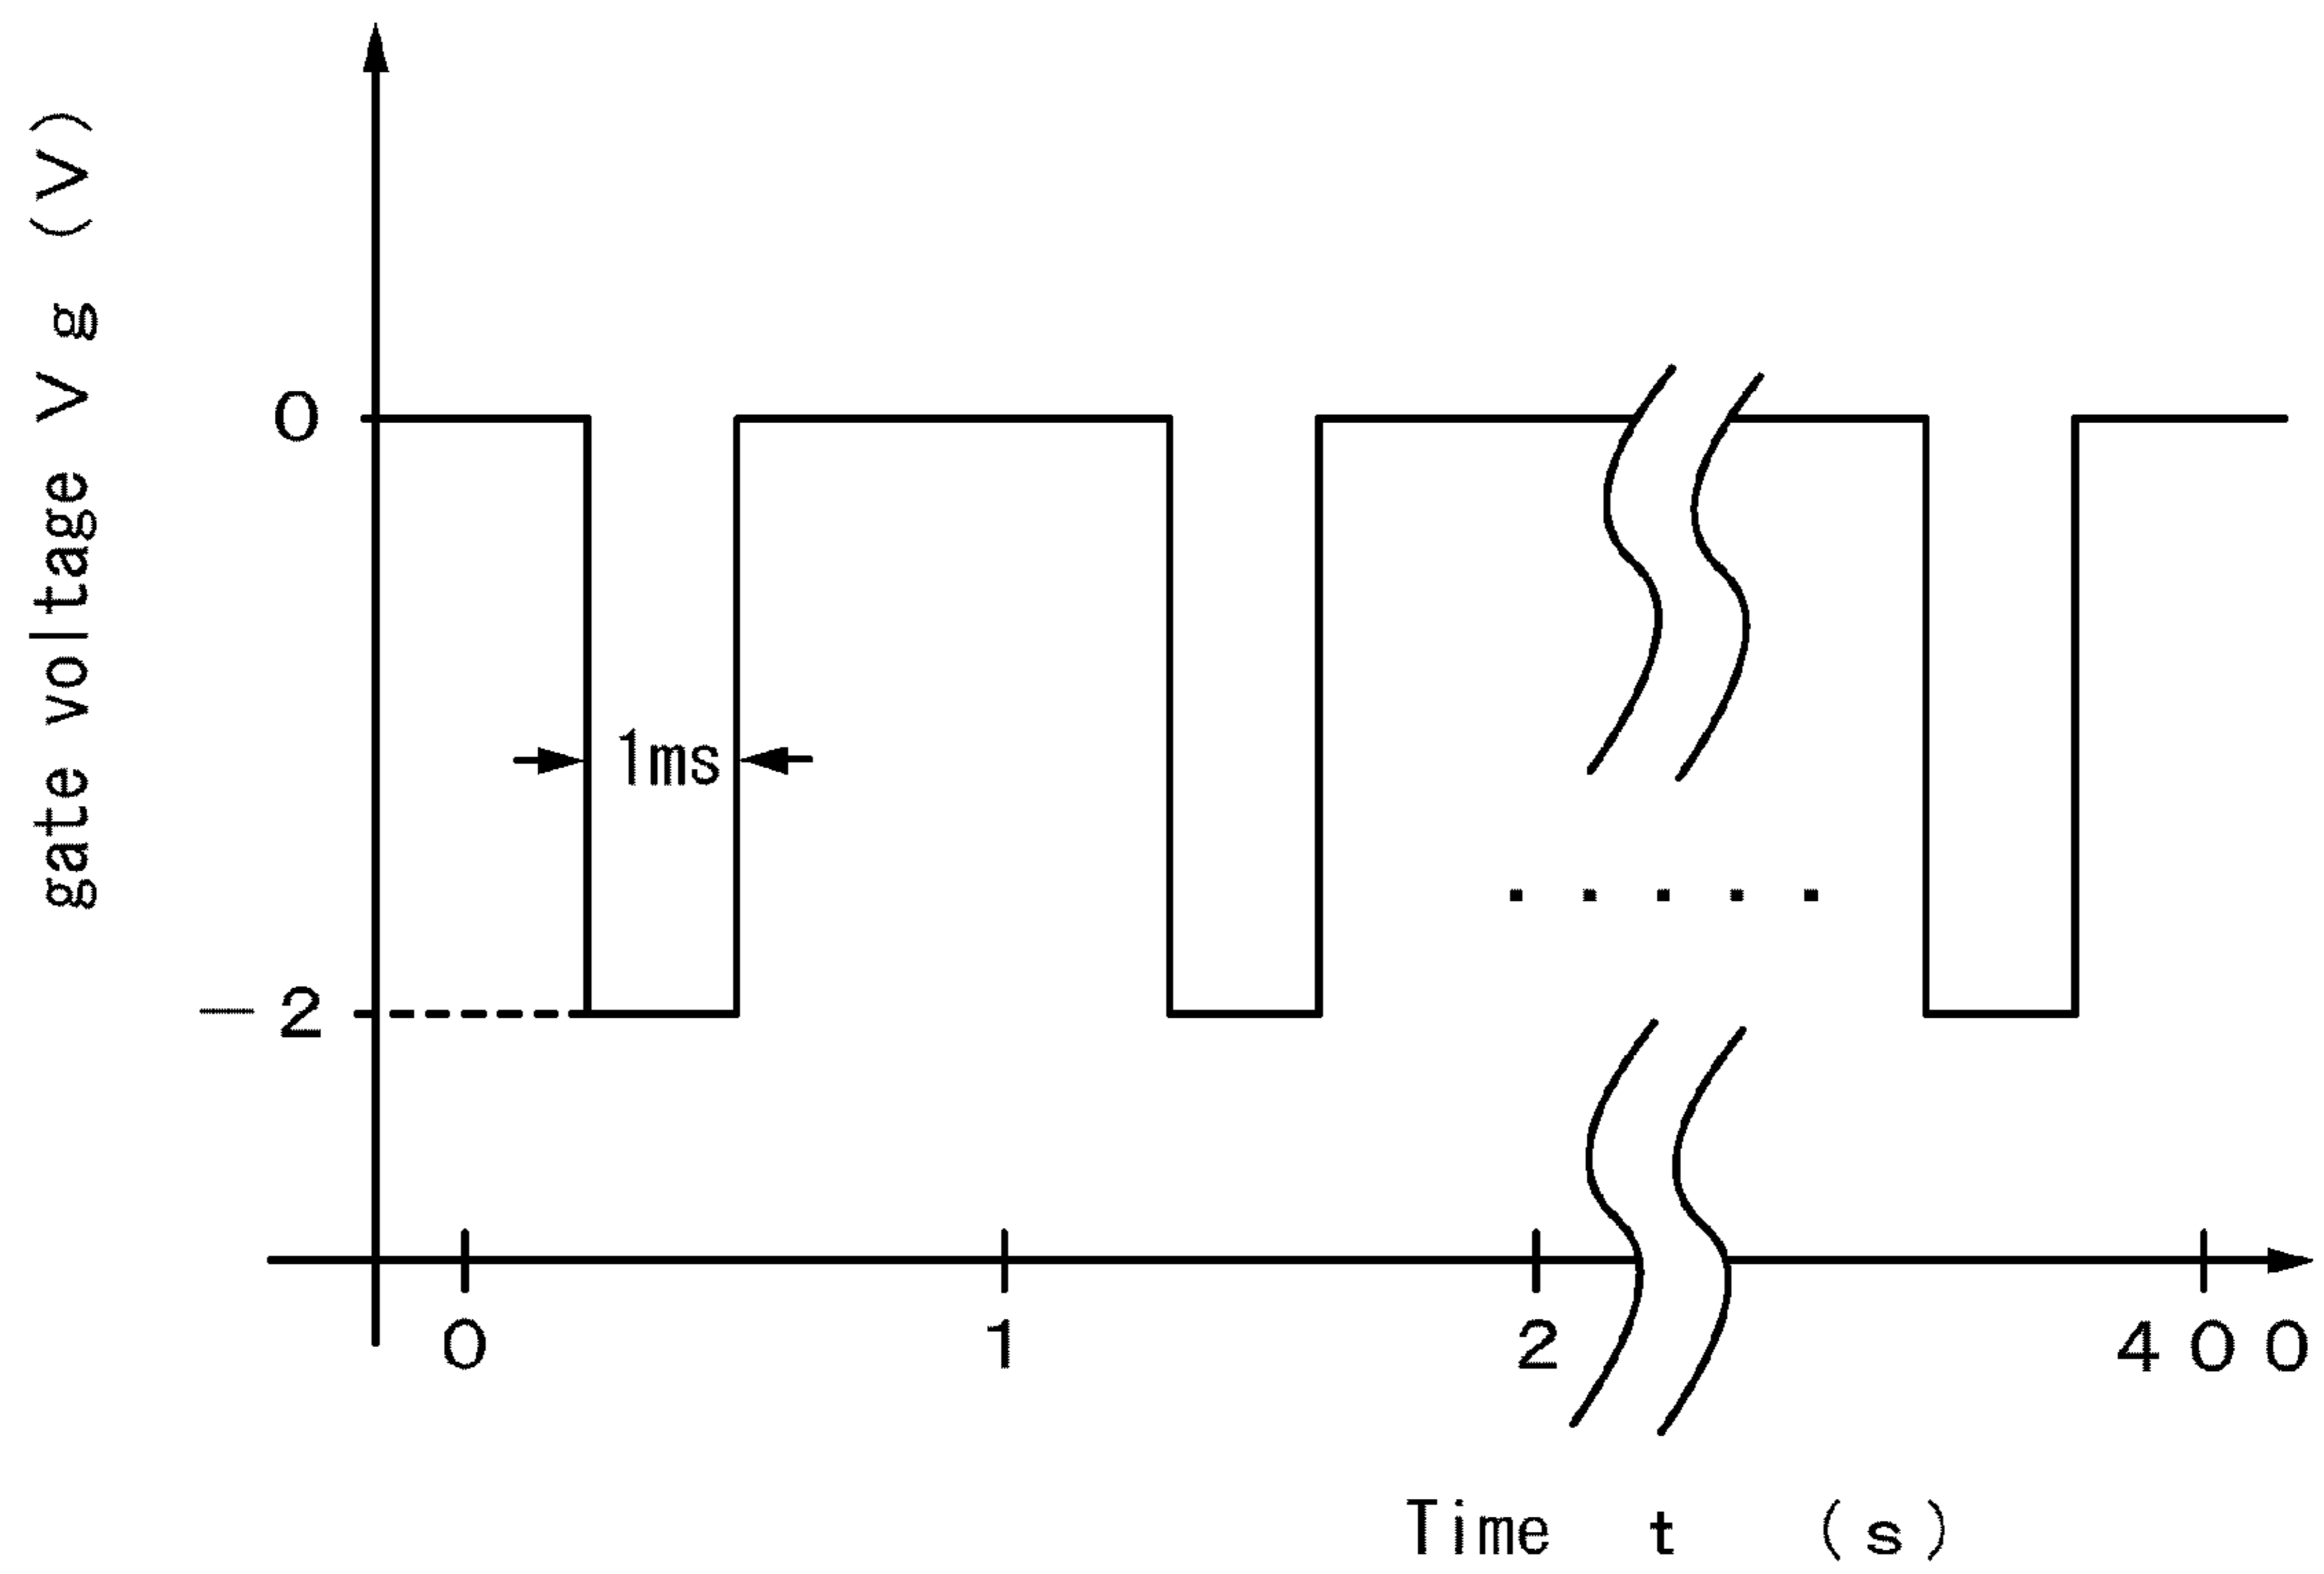 gate voltage Vg (V)
0
1ms
-2
0 1 2 400
Time t (s)